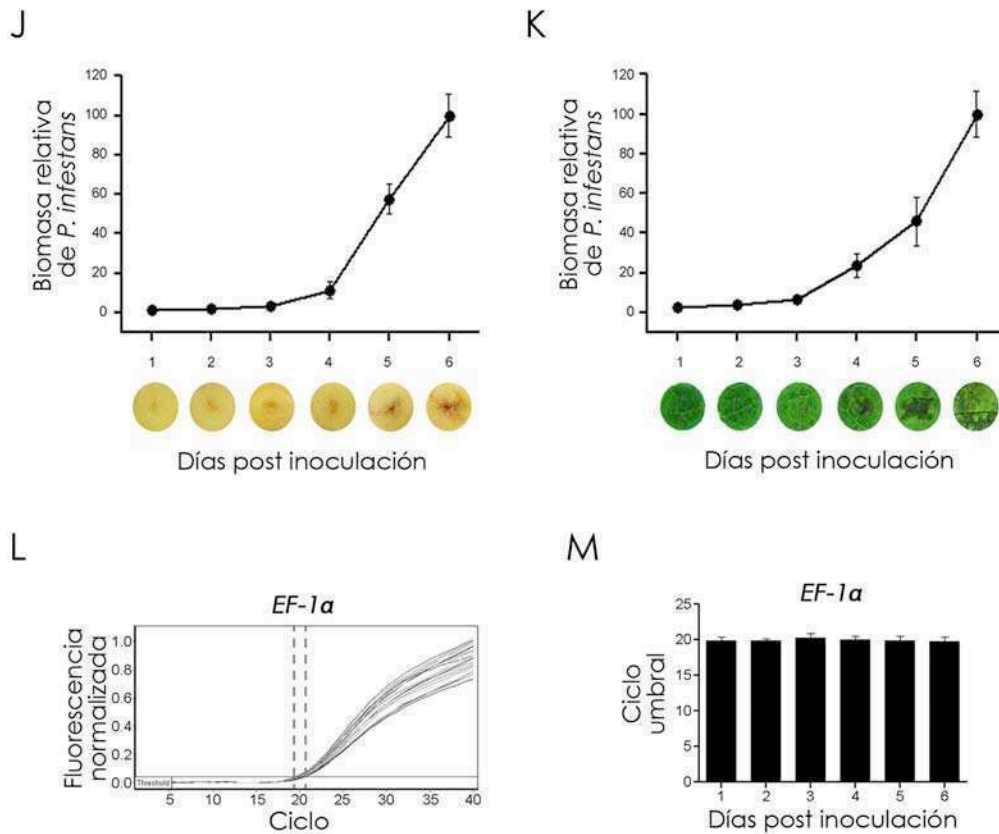 J
Biomasa relativa
de P. infestans
120
100
80
60
40
20
0
1 2 3 4 5 6
Días post inoculación
K
Biomasa relativa
de P. infestans
120
100
80
60
40
20
0
1 2 3 4 5 6
Días post inoculación
L
EF-1α
Fluorescencia
normalizada
1.0
0.8
0.6
0.4
0.2
0.0
Threshold
5 10 15 20 25 30 35 40
Ciclo
M
EF-1α
Ciclo
umbral
25
20
15
10
5
0
1 2 3 4 5 6
Días post inoculación